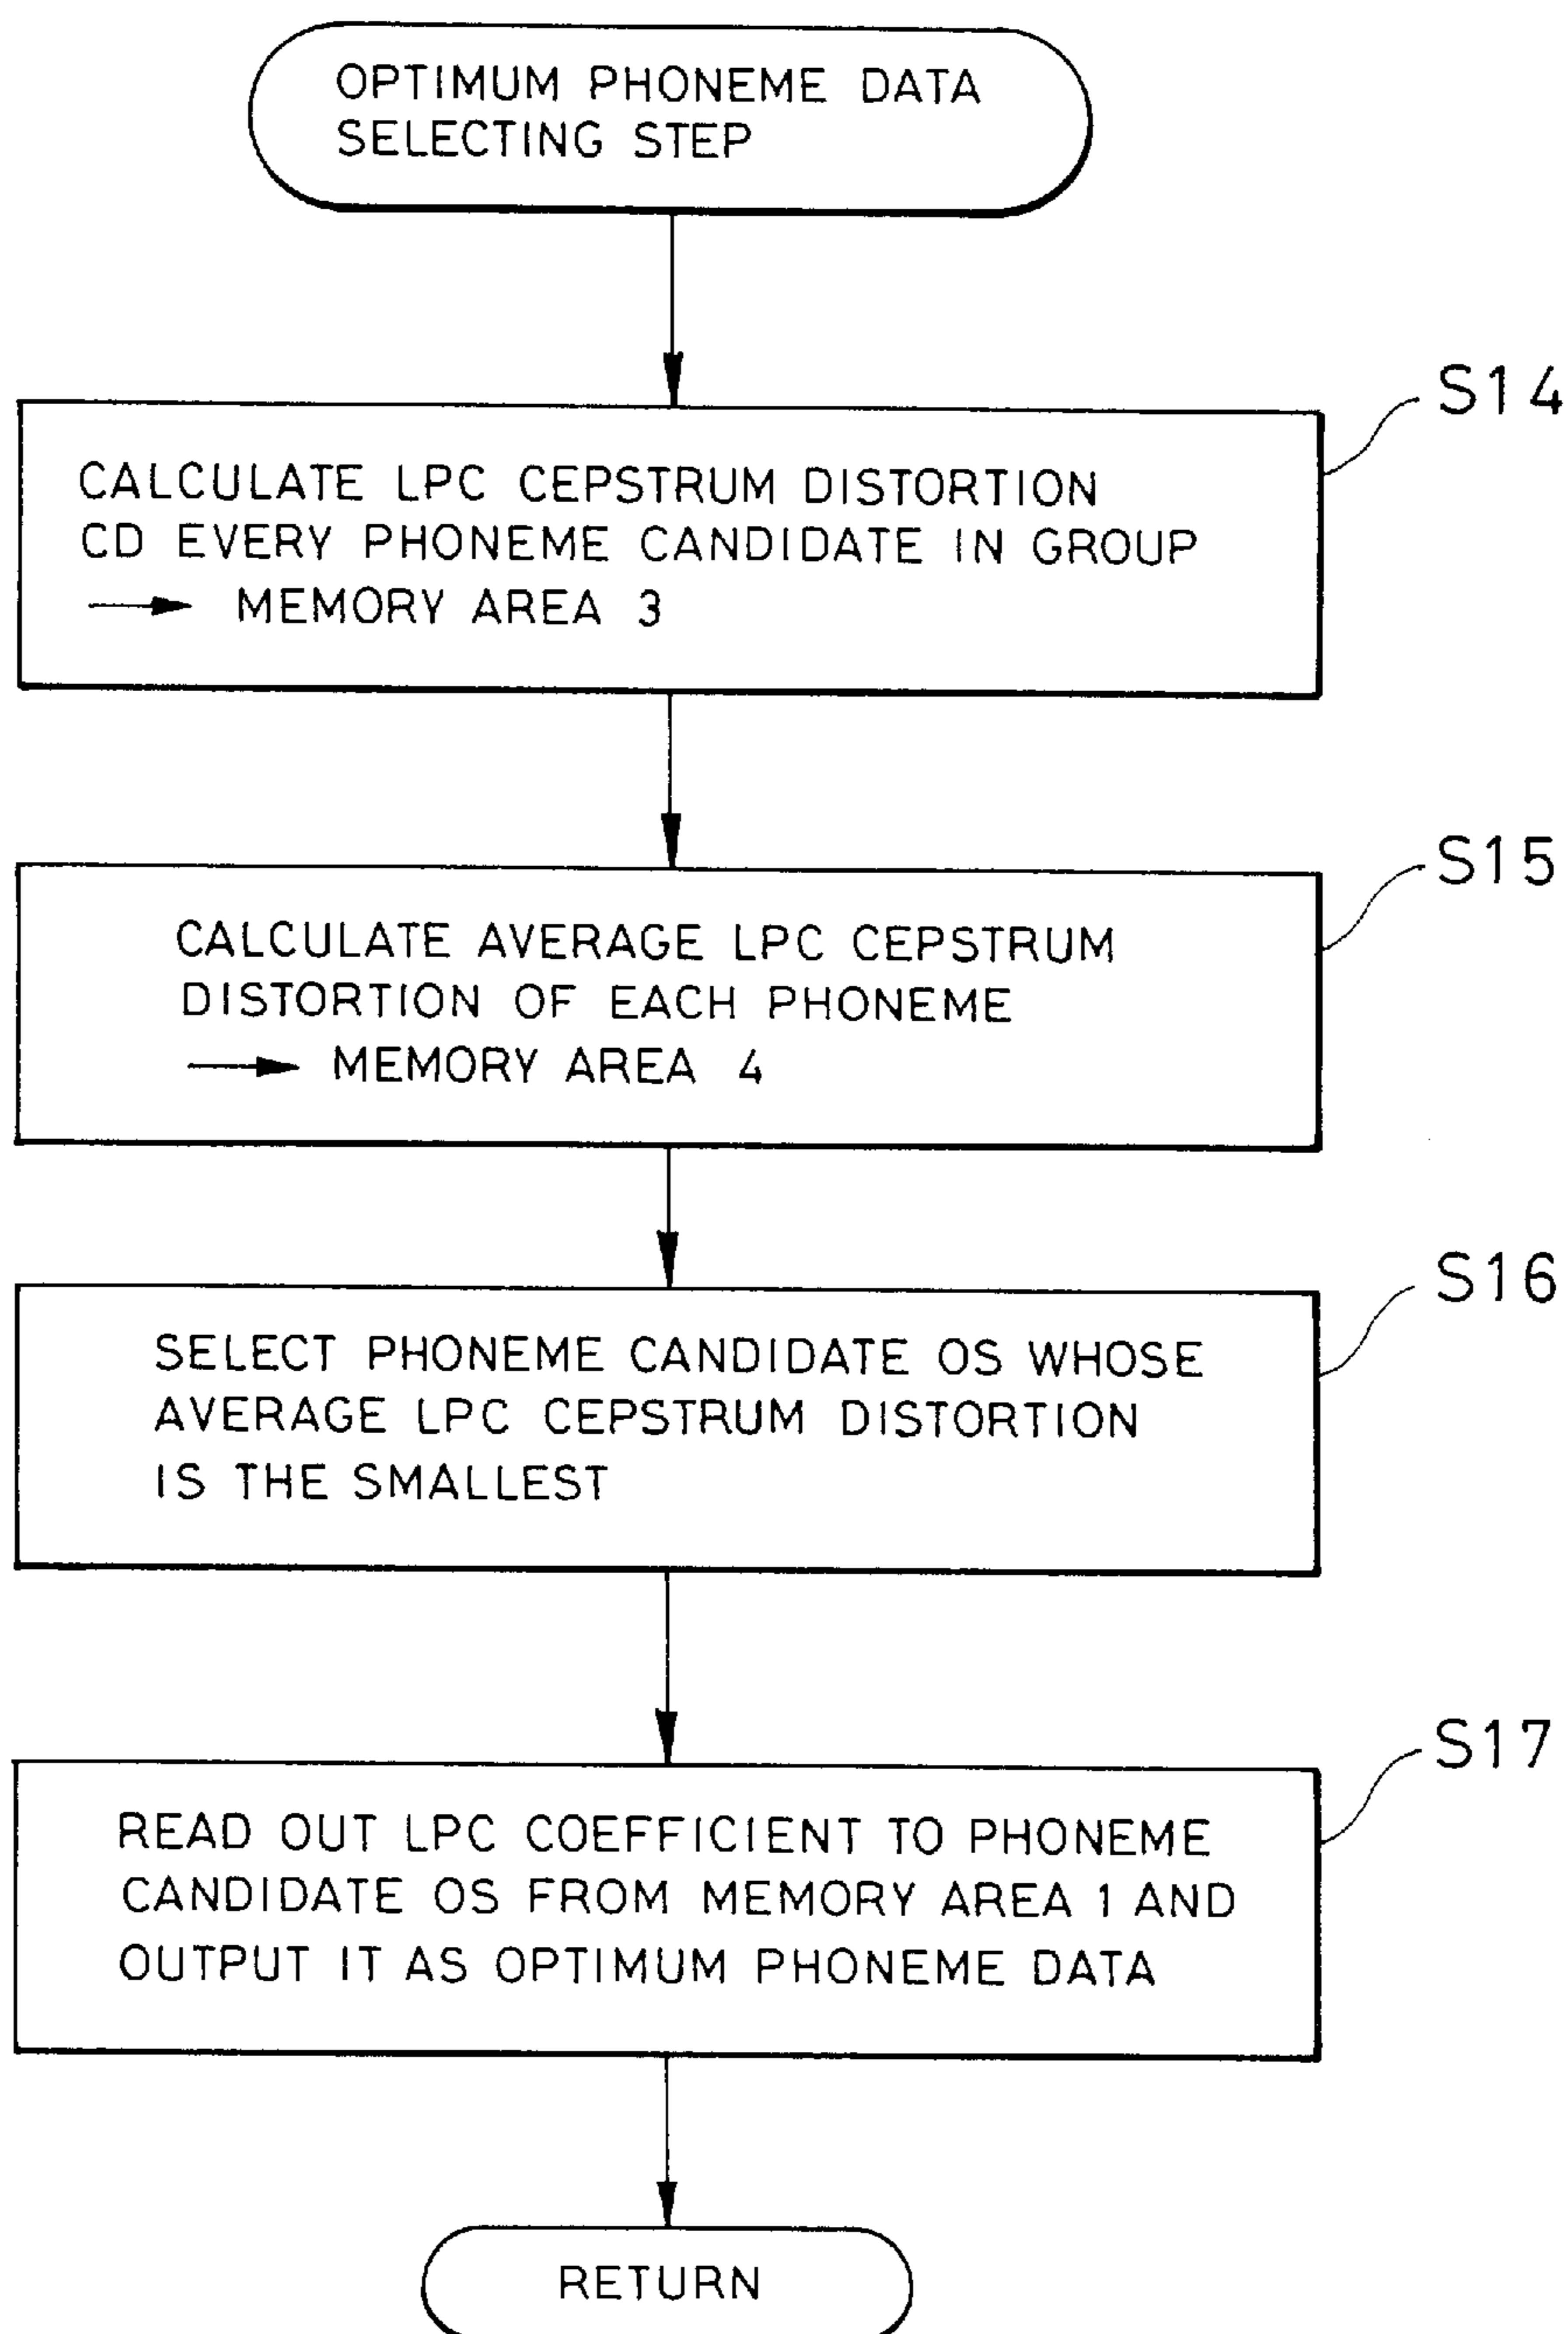 OPTIMUM PHONEME DATA
SELECTING STEP
S14
CALCULATE LPC CEPSTRUM DISTORTION
CD EVERY PHONEME CANDIDATE IN GROUP
→ MEMORY AREA 3
S15
CALCULATE AVERAGE LPC CEPSTRUM
DISTORTION OF EACH PHONEME
→ MEMORY AREA 4
S16
SELECT PHONEME CANDIDATE OS WHOSE
AVERAGE LPC CEPSTRUM DISTORTION
IS THE SMALLEST
S17
READ OUT LPC COEFFICIENT TO PHONEME
CANDIDATE OS FROM MEMORY AREA 1 AND
OUTPUT IT AS OPTIMUM PHONEME DATA
RETURN